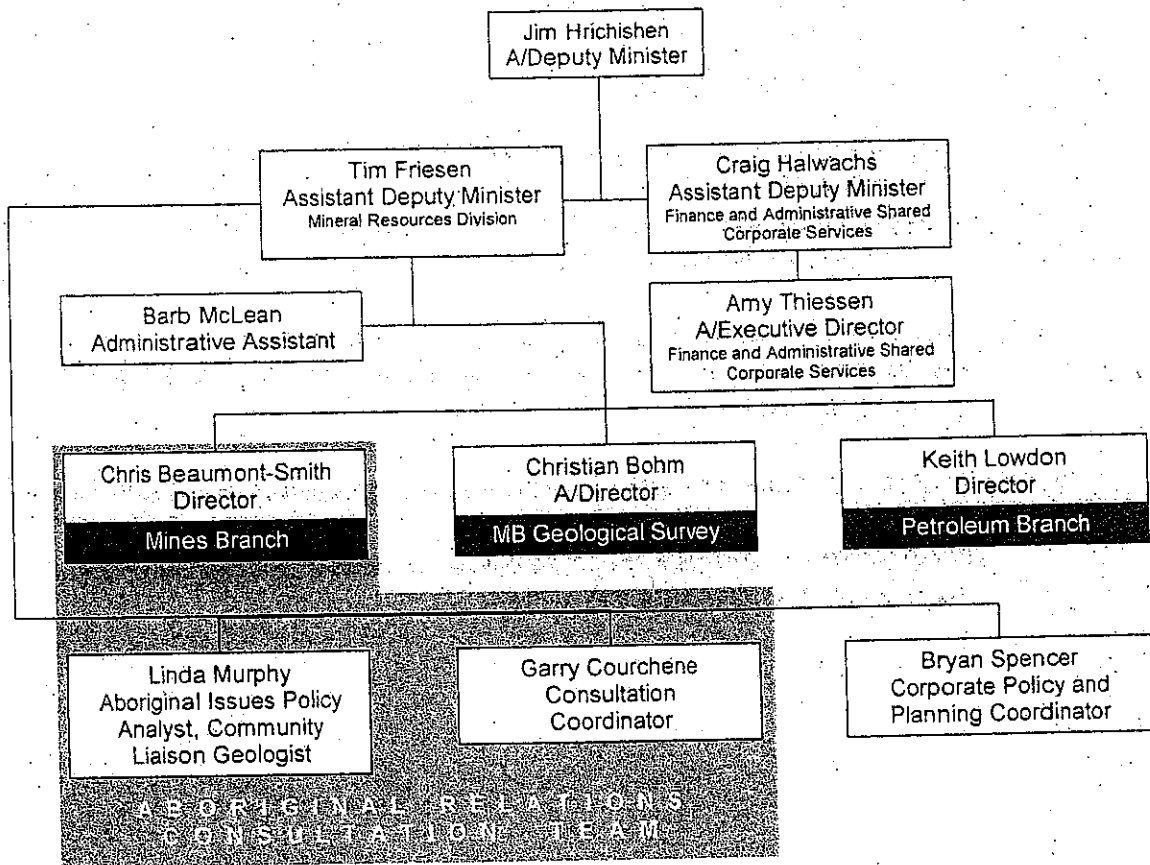 Jim Hrichishen
A/Deputy Minister
Tim Friesen
Assistant Deputy Minister
Mineral Resources Division
Craig Halwachs
Assistant Deputy Minister
Finance and Administrative Shared
Corporate Services
Barb McLean
Administrative Assistant
Amy Thiessen
A/Executive Director
Finance and Administrative Shared
Corporate Services
Chris Beaumont-Smith
Director
Mines Branch
Christian Bohm
A/Director
MB Geological Survey
Keith Lowdon
Director
Petroleum Branch
Linda Murphy
Aboriginal Issues Policy
Analyst, Community
Liaison Geologist
Garry Courchene
Consultation
Coordinator
Bryan Spencer
Corporate Policy and
Planning Coordinator
ABORIGINAL RELATIONS
CONSULTATION TEAM